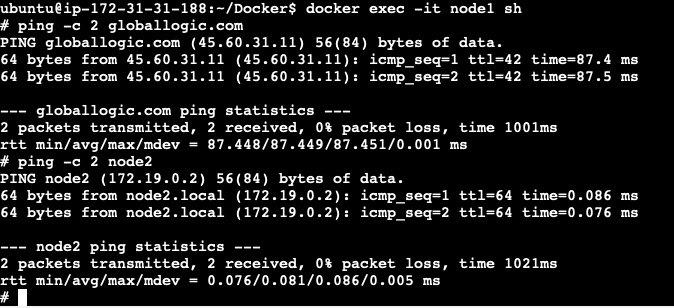 ubuntu@ip-172-31-31-188:~/Docker$ docker exec -it node1 sh
# ping -c 2 globallogic.com
PING globallogic.com (45.60.31.11) 56(84) bytes of data.
64 bytes from 45.60.31.11 (45.60.31.11): icmp_seq=1 ttl=42 time=87.4 ms
64 bytes from 45.60.31.11 (45.60.31.11): icmp_seq=2 ttl=42 time=87.5 ms
--- globallogic.com ping statistics ---
2 packets transmitted, 2 received, 0% packet loss, time 1001ms
rtt min/avg/max/mdev = 87.448/87.449/87.451/0.001 ms
# ping -c 2 node2
PING node2 (172.19.0.2) 56(84) bytes of data.
64 bytes from node2.local (172.19.0.2): icmp_seq=1 ttl=64 time=0.086 ms
64 bytes from node2.local (172.19.0.2): icmp_seq=2 ttl=64 time=0.076 ms
--- node2 ping statistics ---
2 packets transmitted, 2 received, 0% packet loss, time 1021ms
rtt min/avg/max/mdev = 0.076/0.081/0.086/0.005 ms
#